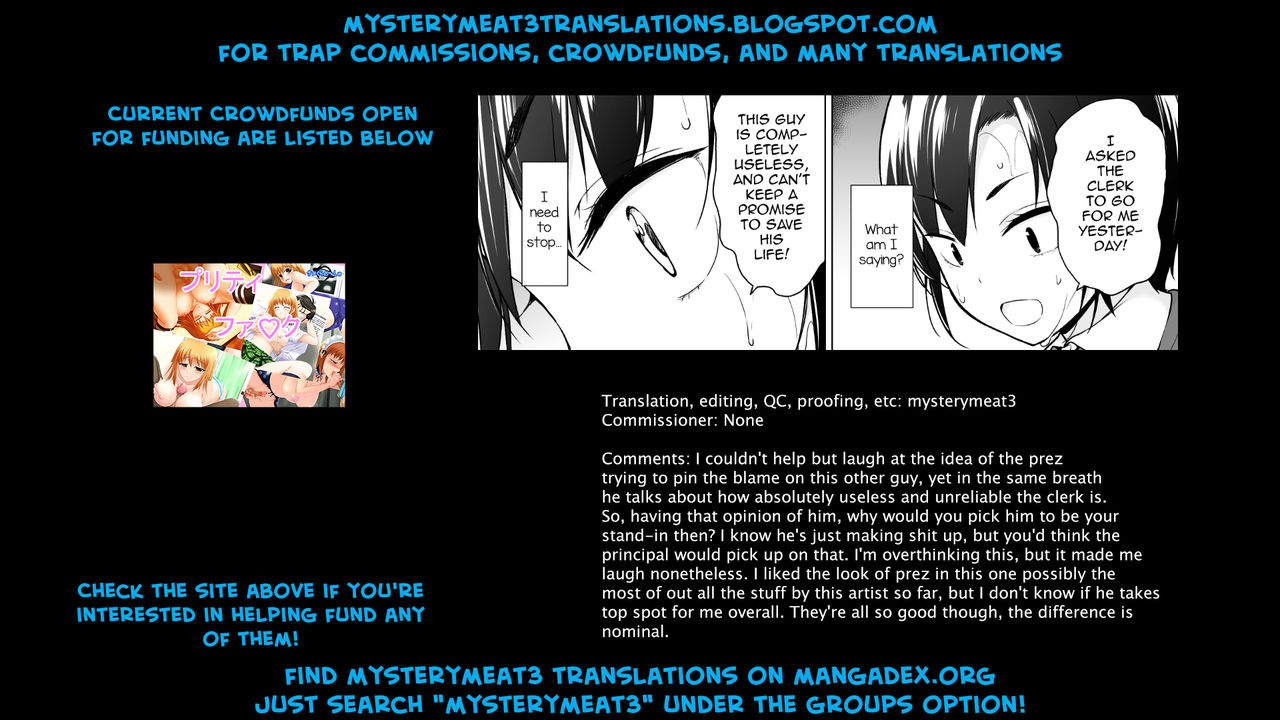 MYSTERYMEAT3TRANSLATIONS.BLOGSPOT.COM
FOR TRAP COMMISSIONS, CROWDFUNDS, AND MANY TRANSLATIONS
CURRENT CROWDFUNDS OPEN
FOR FUNDING ARE LISTED BELOW
I
need
to
stop...
THIS GUY
IS COMP-
LETELY
USELESS,
AND CAN'T
KEEP A
PROMISE
TO SAVE
HIS
LIFE!
What
am I
saying?
I
ASKED
THE
CLERK
TO GO
FOR ME
YESTER-
DAY!
プリティ
ファ♡ク
Translation, editing, QC, proofing, etc: mysterymeat3
Commissioner: None
Comments: I couldn't help but laugh at the idea of the prez
trying to pin the blame on this other guy, yet in the same breath
he talks about how absolutely useless and unreliable the clerk is.
So, having that opinion of him, why would you pick him to be your
stand-in then? I know he's just making shit up, but you'd think the
principal would pick up on that. I'm overthinking this, but it made me
laugh nonetheless. I liked the look of prez in this one possibly the
most of out all the stuff by this artist so far, but I don't know if he takes
top spot for me overall. They're all so good though, the difference is
nominal.
CHECK THE SITE ABOVE IF YOU'RE
INTERESTED IN HELPING FUND ANY
OF THEM!
FIND MYSTERYMEAT3 TRANSLATIONS ON MANGADEX.ORG
JUST SEARCH "MYSTERYMEAT3" UNDER THE GROUPS OPTION!